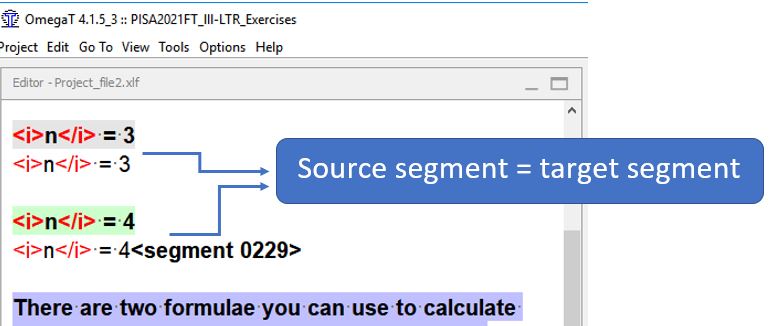 OmegaT 4.1.5_3 :: PISA2021FT_III-LTR_Exercises
Project Edit Go To View Tools Options Help
Editor - Project_file2.xlf
<i>n</i> = 3
<i>n</i> = 3
Source segment = target segment
<i>n</i> = 4
<i>n</i> = 4<segment 0229>
There are two formulae you can use to calculate